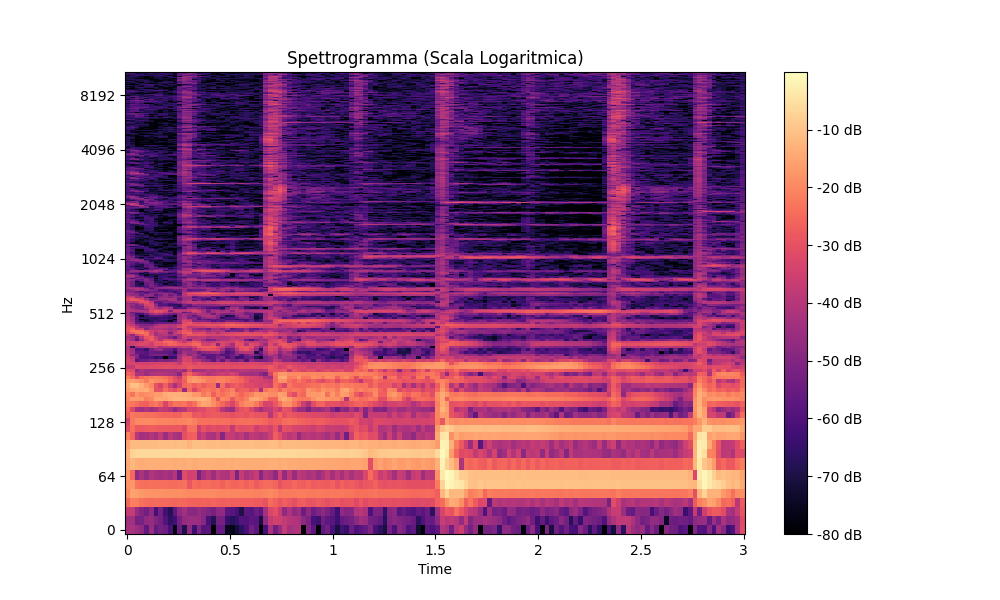 Spettrogramma (Scala Logaritmica)
8192
4096
2048
1024
512
256
128
64
0
Hz
0
0.5
1
1.5
2
2.5
3
Time
-10 dB
-20 dB
-30 dB
-40 dB
-50 dB
-60 dB
-70 dB
-80 dB